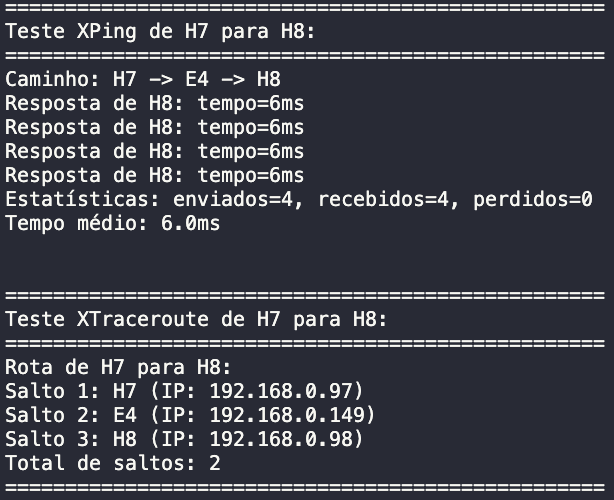 ==================================================
Teste XPing de H7 para H8:
==================================================
Caminho: H7 -> E4 -> H8
Resposta de H8: tempo=6ms
Resposta de H8: tempo=6ms
Resposta de H8: tempo=6ms
Resposta de H8: tempo=6ms
Estatísticas: enviados=4, recebidos=4, perdidos=0
Tempo médio: 6.0ms
==================================================
Teste XTraceroute de H7 para H8:
==================================================
Rota de H7 para H8:
Salto 1: H7 (IP: 192.168.0.97)
Salto 2: E4 (IP: 192.168.0.149)
Salto 3: H8 (IP: 192.168.0.98)
Total de saltos: 2
==================================================